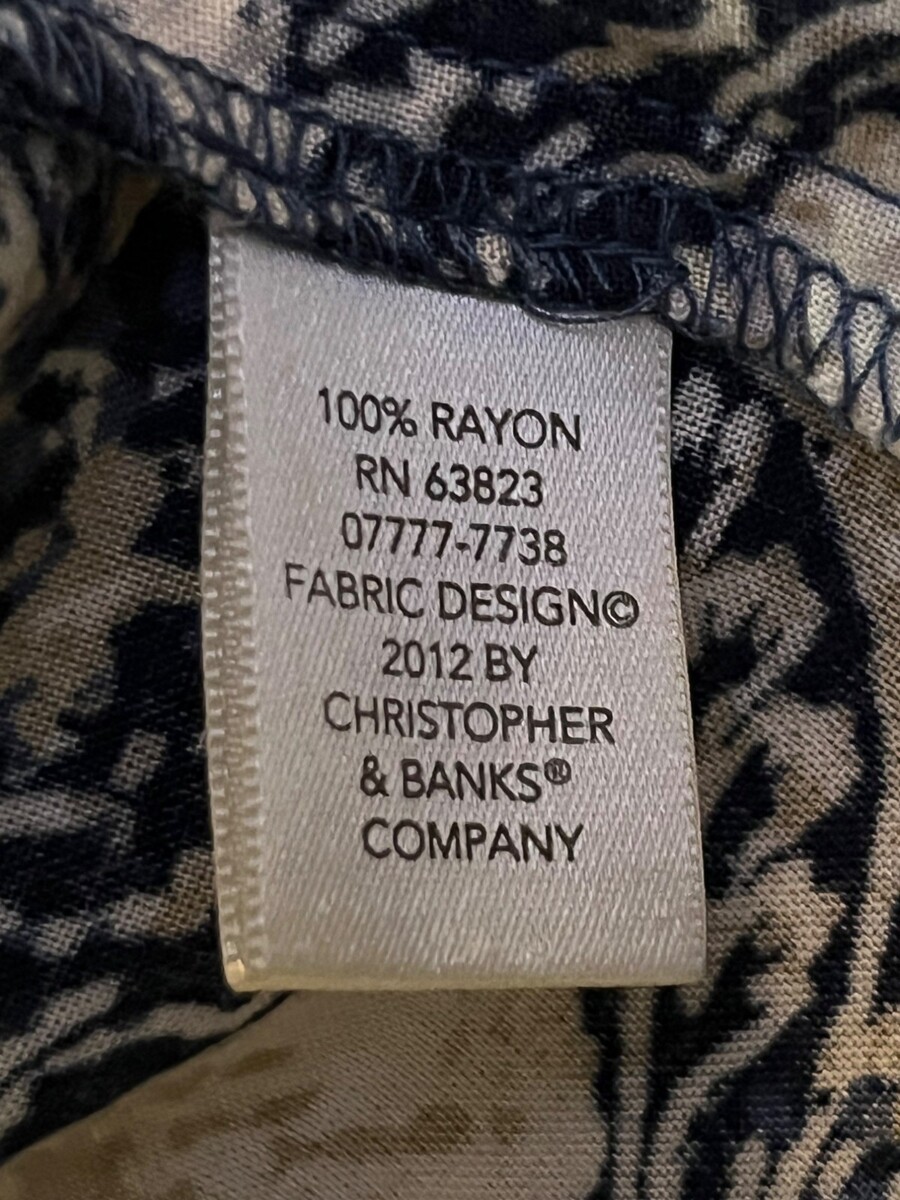 100% RAYON
RN 63823
07777-7738
FABRIC DESIGN©
2012 BY
CHRISTOPHER
& BANKS®
COMPANY